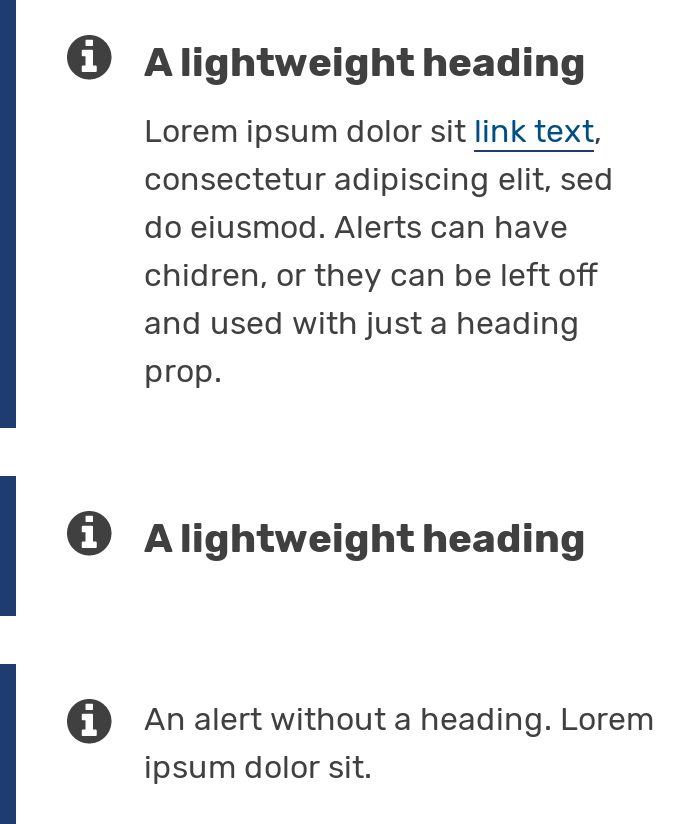 A lightweight heading
Lorem ipsum dolor sit link text,
consectetur adipiscing elit, sed
do eiusmod. Alerts can have
chidren, or they can be left off
and used with just a heading
prop.
A lightweight heading
An alert without a heading. Lorem
ipsum dolor sit.